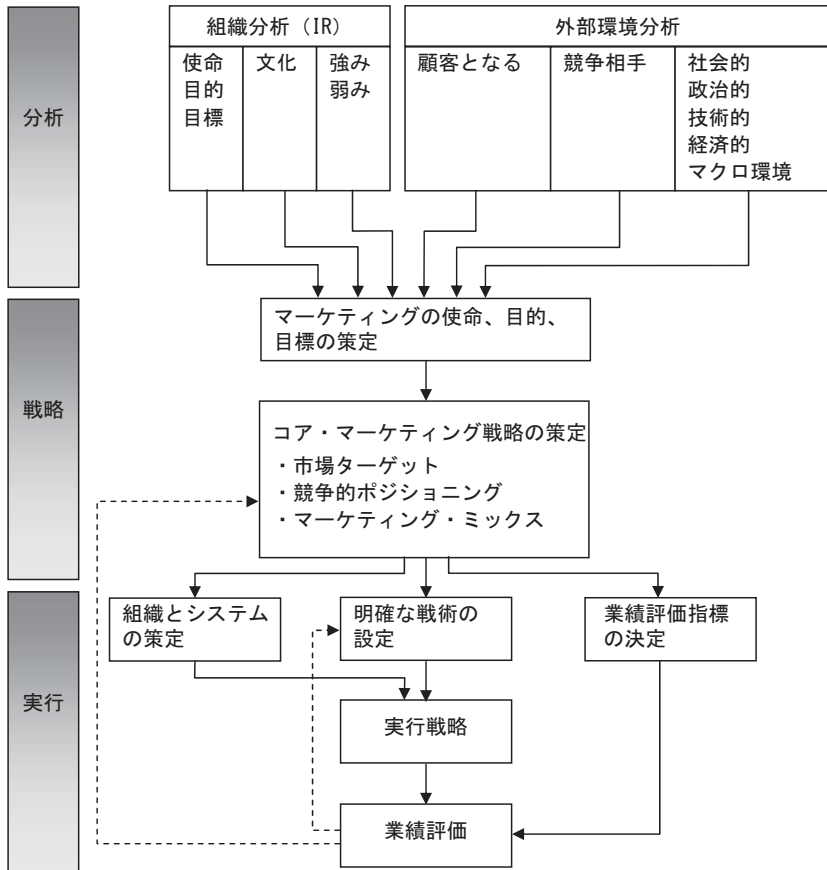 分析
組織分析（IR）
使命
目的
目標
文化
強み
弱み
外部環境分析
顧客となる
競争相手
社会的
政治的
技術的
経済的
マクロ環境
戦略
マーケティングの使命、目的、
目標の策定
コア・マーケティング戦略の策定
・市場ターゲット
・競争的ポジショニング
・マーケティング・ミックス
実行
組織とシステム
の策定
明確な戦術の
設定
業績評価指標
の決定
実行戦略
業績評価